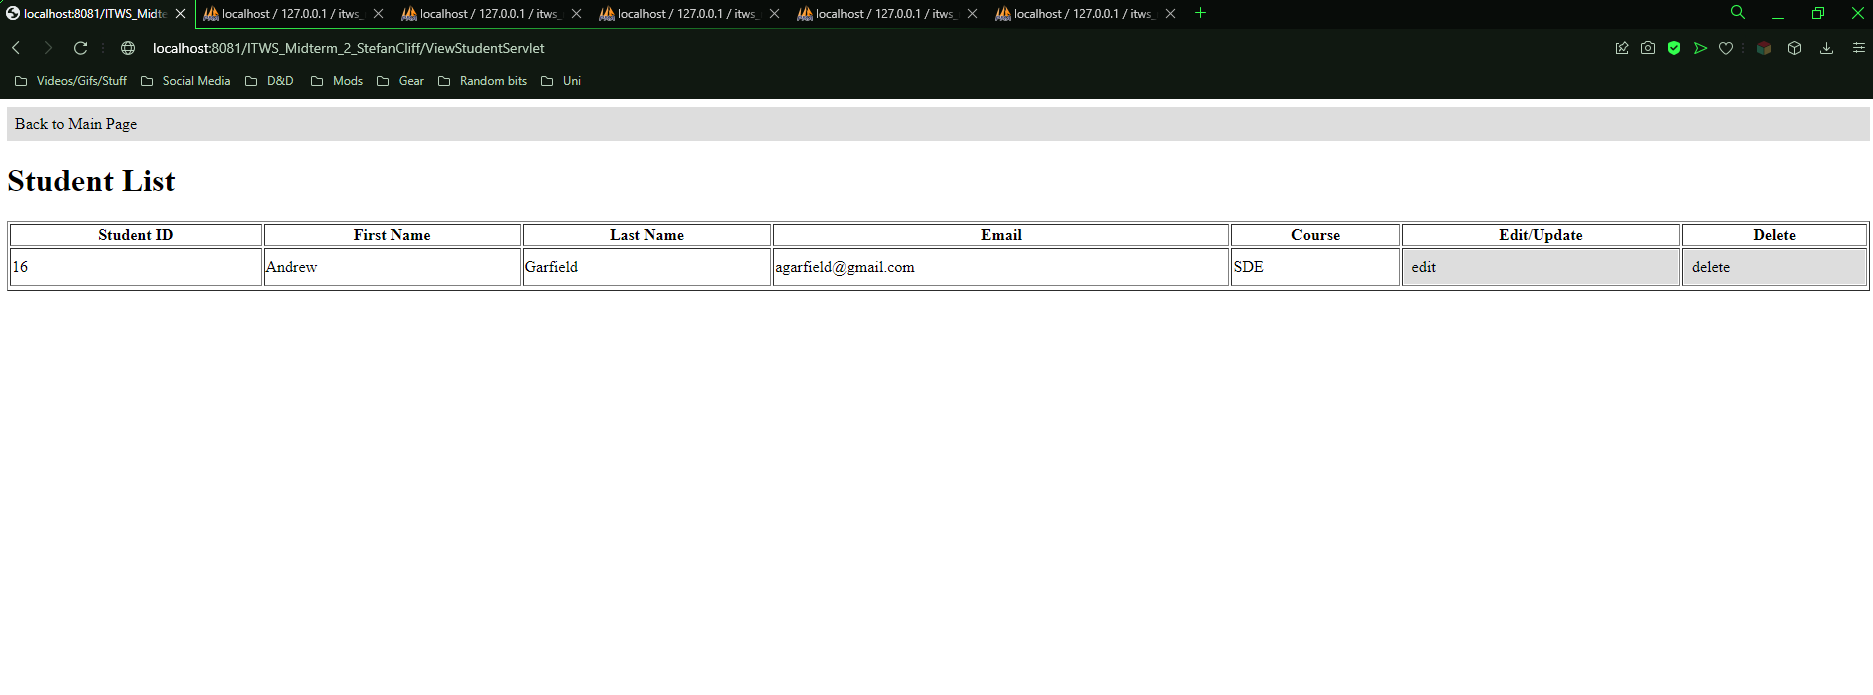 localhost:8081/ITWS_Midte
localhost / 127.0.0.1 / itws_
localhost / 127.0.0.1 / itws_
localhost / 127.0.0.1 / itws_
localhost / 127.0.0.1 / itws_
localhost / 127.0.0.1 / itws_
localhost:8081/ITWS_Midterm_2_StefanCliff/ViewStudentServlet
Videos/Gifs/Stuff Social Media D&D Mods Gear Random bits Uni
Back to Main Page
Student List
Student ID First Name Last Name Email Course Edit/Update Delete
16 Andrew Garfield agarfield@gmail.com SDE edit delete